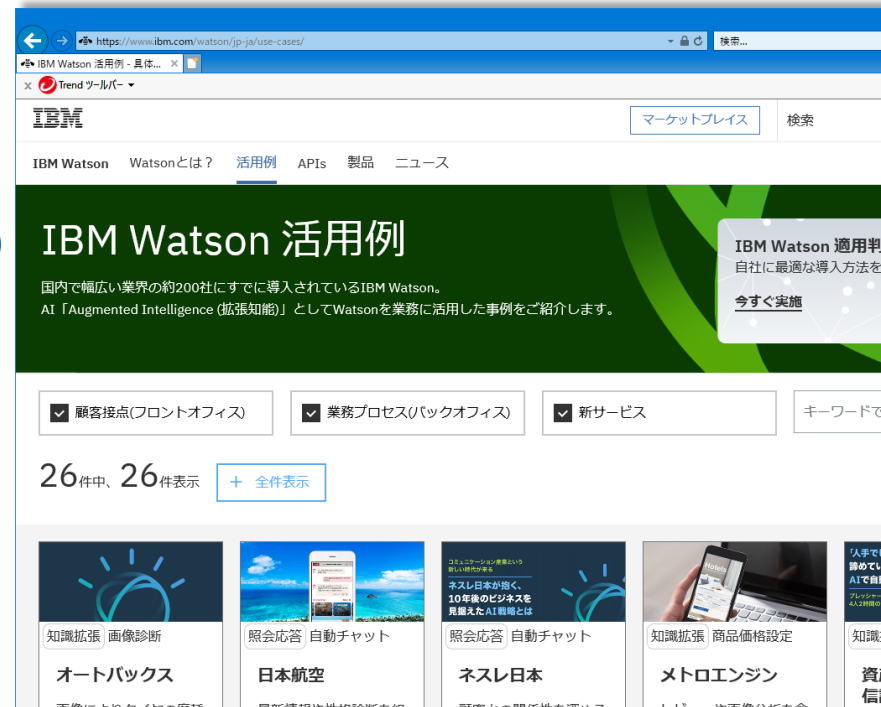 https://www.ibm.com/watson/jp-ja/use-cases/
検索...
IBM Watson 活用例 - 具体...
Trend ツールバー
IBM
マーケットプレイス
検索
IBM Watson Watsonとは？ 活用例 APIs 製品 ニュース
IBM Watson 活用例
国内で幅広い業界の約200社にすでに導入されているIBM Watson。
AI「Augmented Intelligence (拡張知能)」としてWatsonを業務に活用した事例をご紹介します。
IBM Watson 適用判
自社に最適な導入方法を
今すぐ実施
顧客接点(フロントオフィス)
業務プロセス(バックオフィス)
新サービス
キーワードで
26件中、26件表示
+ 全件表示
知識拡張 画像診断
オートバックス
Hotels
照会応答 自動チャット
日本航空
コミュニケーション産業という
新しい時代が来る
ネスレ日本が抱く、
10年後のビジネスを
見据えたAI戦略とは
照会応答 自動チャット
ネスレ日本
知識拡張 商品価格設定
メトロエンジン
「人手で
諦めてい
AIで自
知識
資産